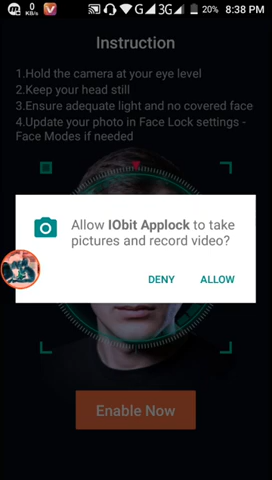 0
KB/s
G
3G
20%
8:38 PM
Instruction
1.Hold the camera at your eye level
2.Keep your head still
3.Ensure adequate light and no covered face
4.Update your photo in Face Lock settings -
Face Modes if needed
Allow IObit Applock to take
pictures and record video?
DENY
ALLOW
Enable Now